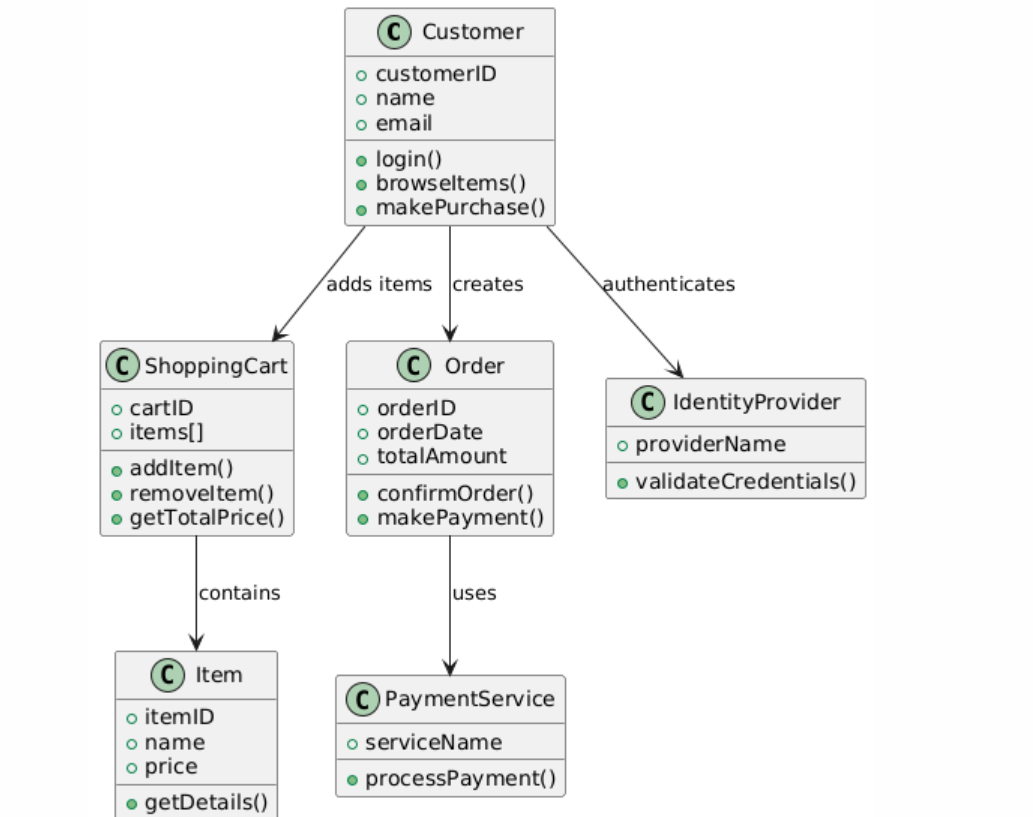 C Customer
customerID
name
email
login()
browseItems()
makePurchase()
adds items
creates
authenticates
C ShoppingCart
cartID
items[]
addItem()
removeItem()
getTotalPrice()
C Order
orderID
orderDate
totalAmount
confirmOrder()
makePayment()
C IdentityProvider
providerName
validateCredentials()
contains
uses
C Item
itemID
name
price
getDetails()
C PaymentService
serviceName
processPayment()